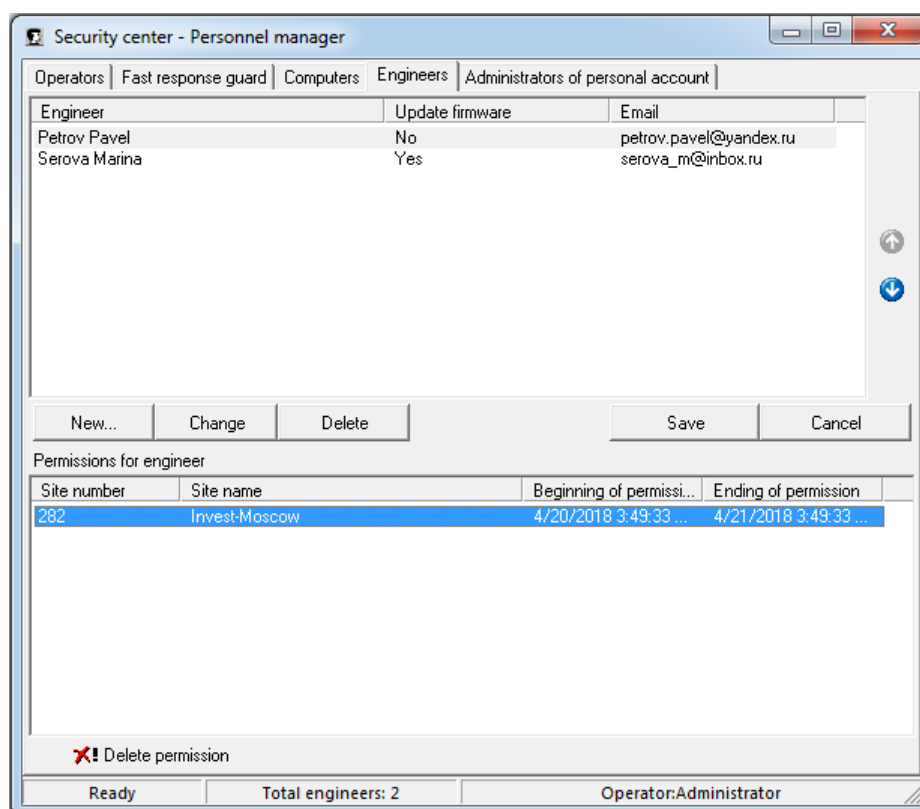 Security center - Personnel manager
Operators Fast response guard Computers Engineers Administrators of personal account
Engineer Update firmware Email
Petrov Pavel No petrov.pavel@yandex.ru
Serova Marina Yes serova_m@inbox.ru
New... Change Delete Save Cancel
Permissions for engineer
Site number Site name Beginning of permissi... Ending of permission
282 Invest-Moscow 4/20/2018 3:49:33 ... 4/21/2018 3:49:33 ...
Delete permission
Ready Total engineers: 2 Operator:Administrator